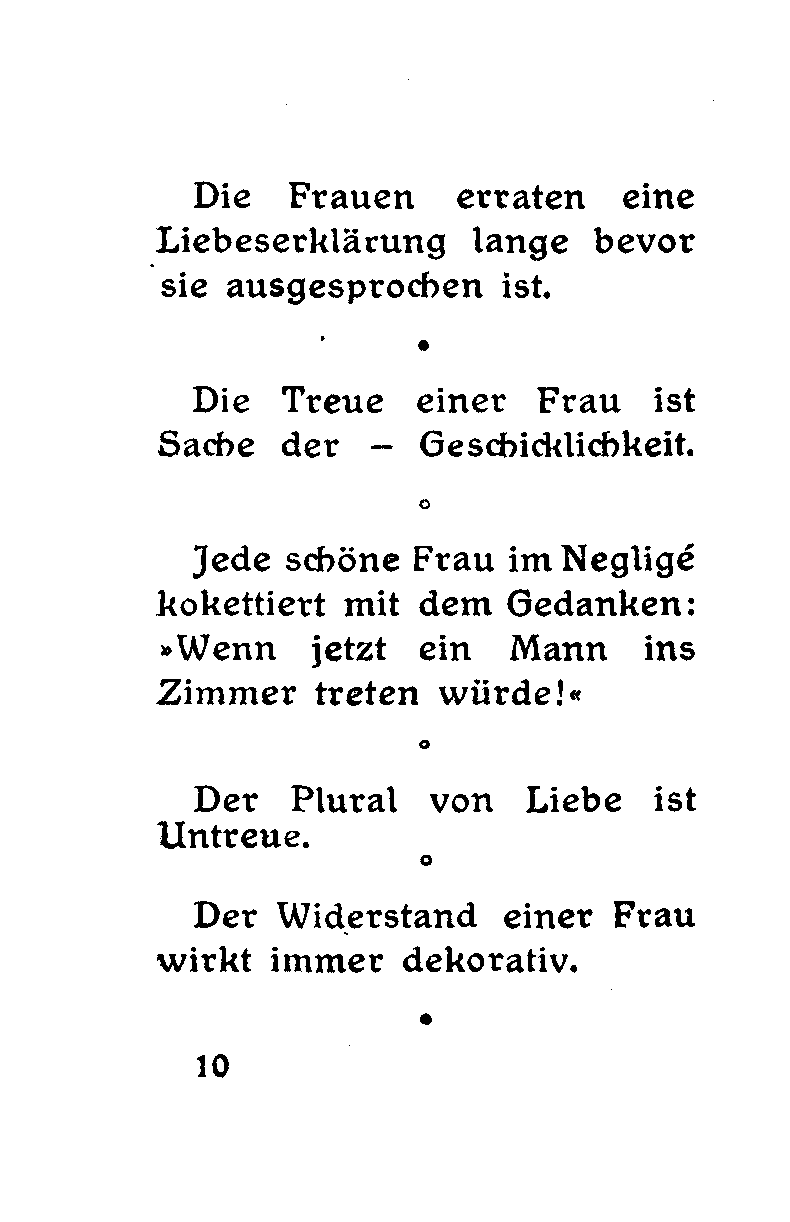 Die Frauen erraten eine
Liebeserklärung lange bevor
sie ausgesprochen ist.
Die Treue einer Frau ist
Sache der – Geschicklichkeit.
Jede schöne Frau im Negligé
kokettiert mit dem Gedanken:
»Wenn jetzt ein Mann ins
Zimmer treten würde!«
Der Plural von Liebe ist
Untreue.
Der Widerstand einer Frau
wirkt immer dekorativ.
10